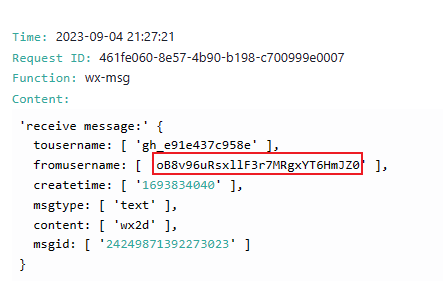 Time: 2023-09-04 21:27:21
Request ID: 461fe060-8e57-4b90-b198-c700999e0007
Function: wx-msg
Content:
'receive message:' {
tousername: [ 'gh_e91e437c958e' ],
fromusername: [ 'oB8v96uRsxllF3r7MRgxYT6HmJZ0' ],
createtime: [ '1693834040' ],
msgtype: [ 'text' ],
content: [ 'wx2d' ],
msgid: [ '24249871392273023' ]
}